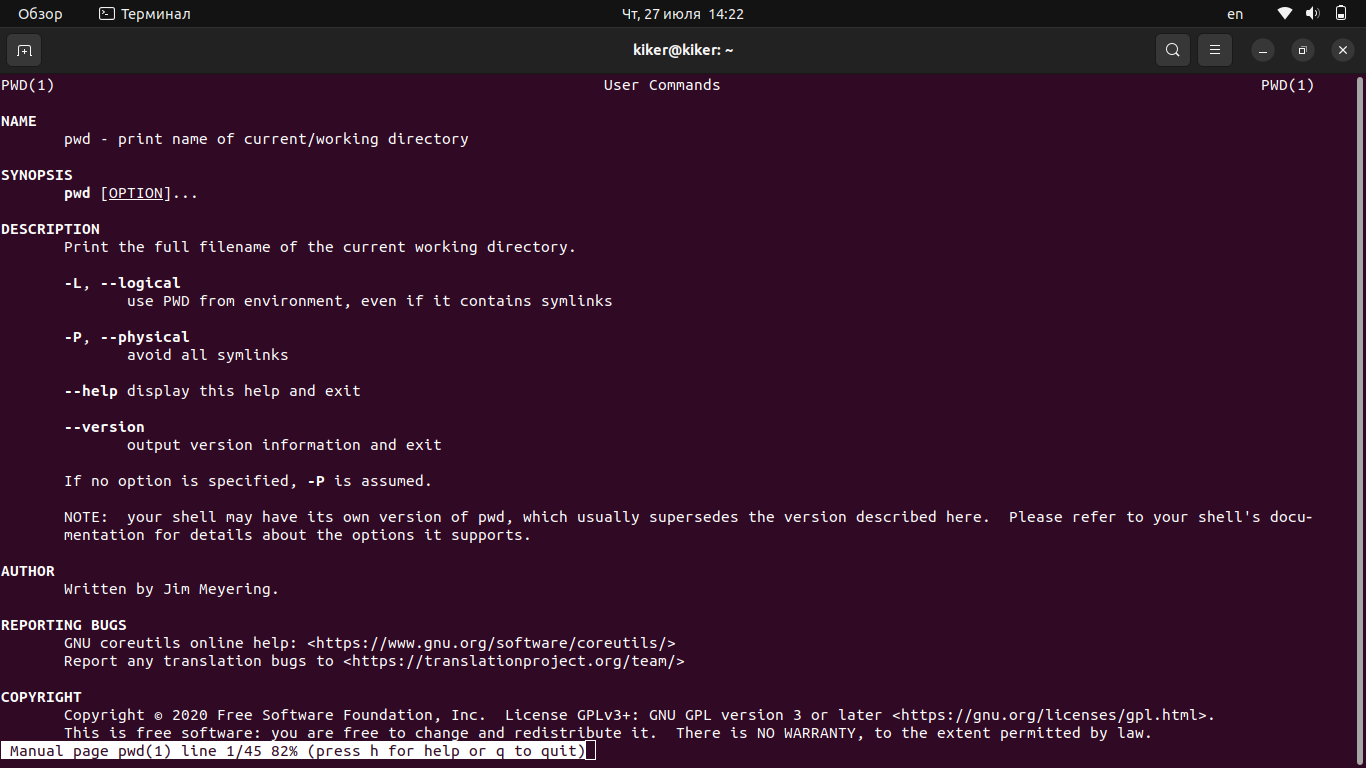 Обзор Терминал Чт, 27 июля 14:22 en
kiker@kiker: ~
PWD(1) User Commands PWD(1)
NAME
pwd - print name of current/working directory
SYNOPSIS
pwd [OPTION]...
DESCRIPTION
Print the full filename of the current working directory.
-L, --logical
use PWD from environment, even if it contains symlinks
-P, --physical
avoid all symlinks
--help display this help and exit
--version
output version information and exit
If no option is specified, -P is assumed.
NOTE:  your shell may have its own version of pwd, which usually supersedes the version described here.  Please refer to your shell's docu-
mentation for details about the options it supports.
AUTHOR
Written by Jim Meyering.
REPORTING BUGS
GNU coreutils online help: <https://www.gnu.org/software/coreutils/>
Report any translation bugs to <https://translationproject.org/team/>
COPYRIGHT
Copyright © 2020 Free Software Foundation, Inc.  License GPLv3+: GNU GPL version 3 or later <https://gnu.org/licenses/gpl.html>.
This is free software: you are free to change and redistribute it.  There is NO WARRANTY, to the extent permitted by law.
Manual page pwd(1) line 1/45 82% (press h for help or q to quit)